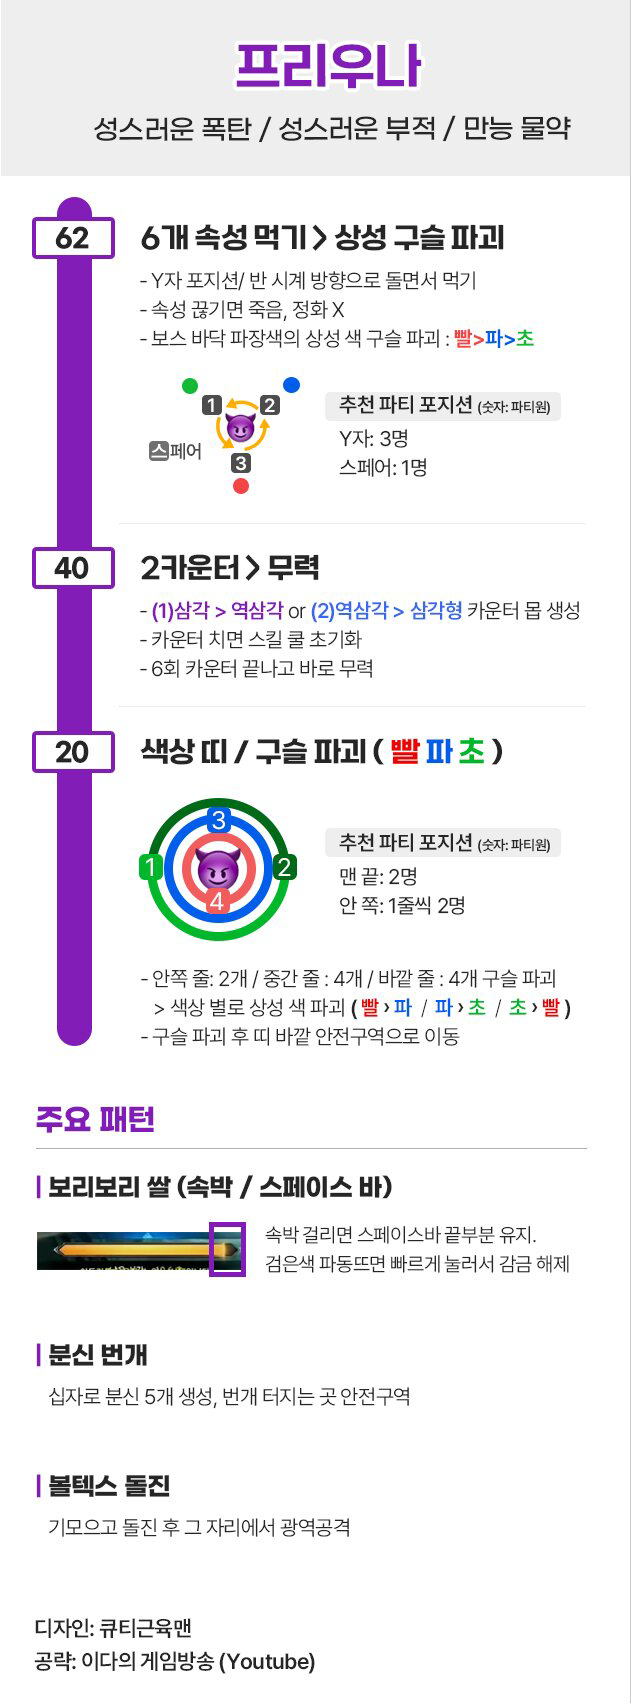 프리우나
성스러운 폭탄 / 성스러운 부적 / 만능 물약
62
6개 속성 먹기 > 상성 구슬 파괴
- Y자 포지션/ 반 시계 방향으로 돌면서 먹기
- 속성 끊기면 죽음, 정화 X
- 보스 바닥 파장색의 상성 색 구슬 파괴 : 빨>파>초
1 2
스페어
3
추천 파티 포지션 (숫자: 파티원)
Y자: 3명
스페어: 1명
40
2카운터 > 무력
- (1)삼각 > 역삼각 or (2)역삼각 > 삼각형 카운터 몹 생성
- 카운터 치면 스킬 쿨 초기화
- 6회 카운터 끝나고 바로 무력
20
색상 띠 / 구슬 파괴 ( 빨 파 초 )
3
1 2
4
추천 파티 포지션 (숫자: 파티원)
맨 끝: 2명
안 쪽: 1줄씩 2명
- 안쪽 줄: 2개 / 중간 줄 : 4개 / 바깥 줄 : 4개 구슬 파괴
> 색상 별로 상성 색 파괴 ( 빨 › 파 / 파 › 초 / 초 › 빨 )
- 구슬 파괴 후 띠 바깥 안전구역으로 이동
주요 패턴
보리보리 쌀 (속박 / 스페이스 바)
속박 걸리면 스페이스바 끝부분 유지.
검은색 파동뜨면 빠르게 눌러서 감금 해제
분신 번개
십자로 분신 5개 생성, 번개 터지는 곳 안전구역
볼텍스 돌진
기모으고 돌진 후 그 자리에서 광역공격
디자인: 큐티근육맨
공략: 이다의 게임방송 (Youtube)